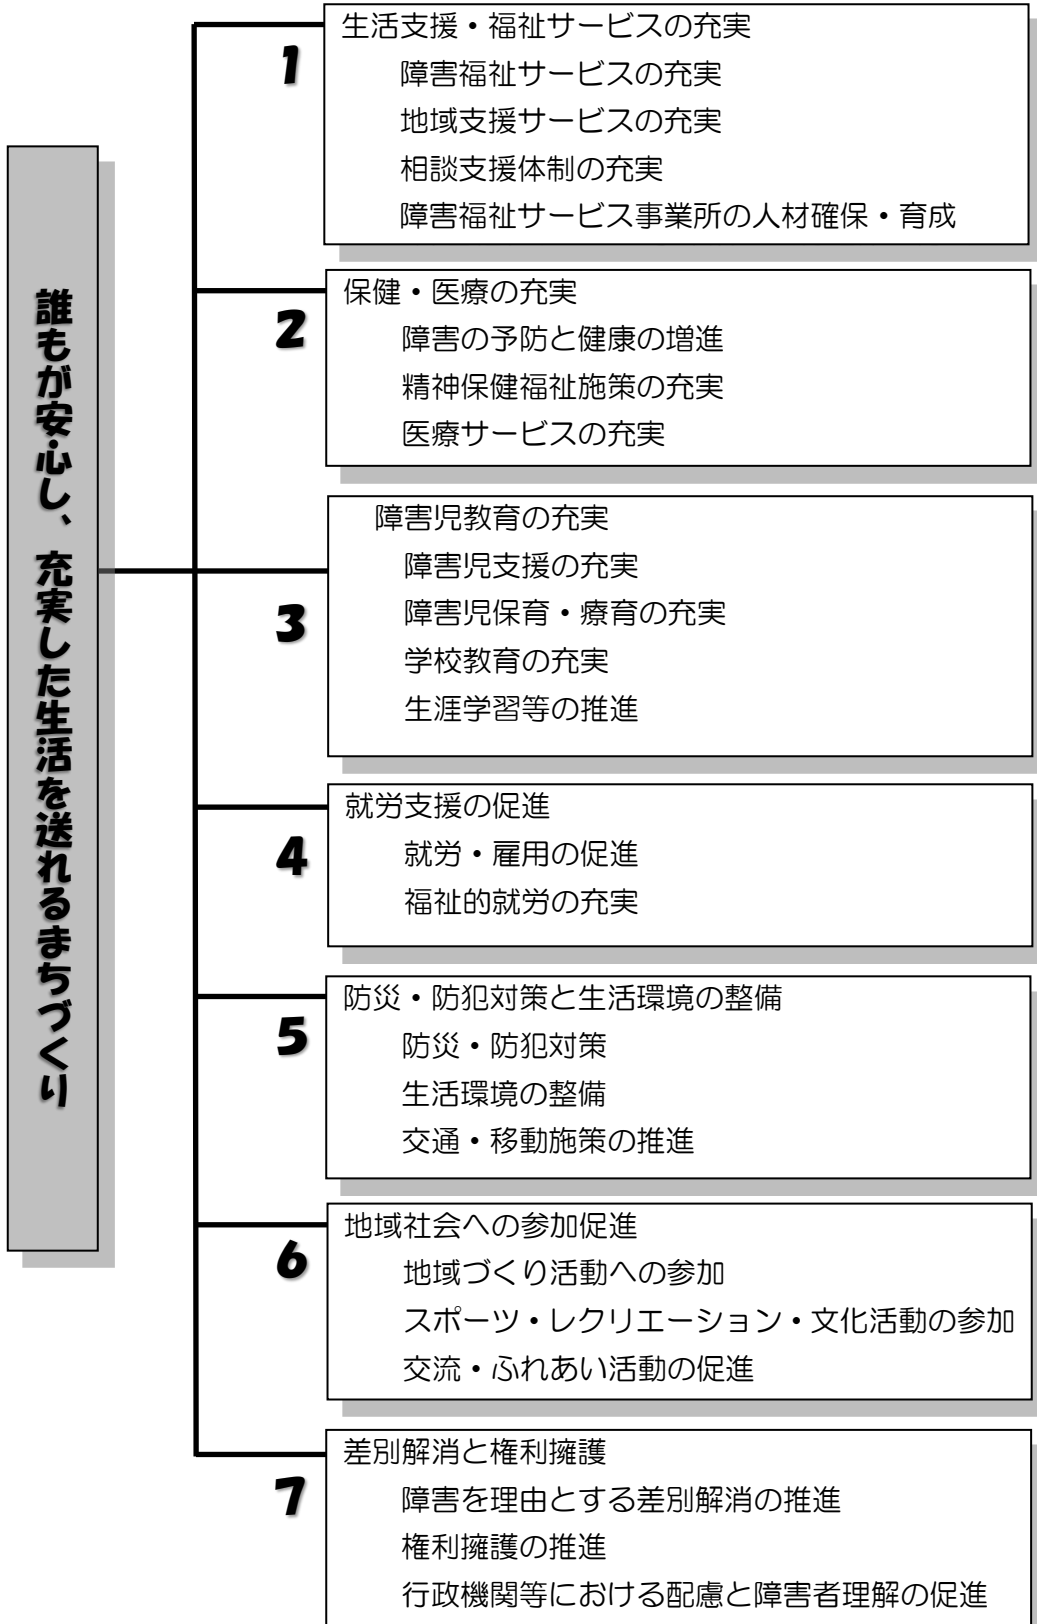 誰もが安心し、充実した生活を送れるまちづくり
1
生活支援・福祉サービスの充実
障害福祉サービスの充実
地域支援サービスの充実
相談支援体制の充実
障害福祉サービス事業所の人材確保・育成
2
保健・医療の充実
障害の予防と健康の増進
精神保健福祉施策の充実
医療サービスの充実
3
障害児教育の充実
障害児支援の充実
障害児保育・療育の充実
学校教育の充実
生涯学習等の推進
4
就労支援の促進
就労・雇用の促進
福祉的就労の充実
5
防災・防犯対策と生活環境の整備
防災・防犯対策
生活環境の整備
交通・移動施策の推進
6
地域社会への参加促進
地域づくり活動への参加
スポーツ・レクリエーション・文化活動の参加
交流・ふれあい活動の促進
7
差別解消と権利擁護
障害を理由とする差別解消の推進
権利擁護の推進
行政機関等における配慮と障害者理解の促進